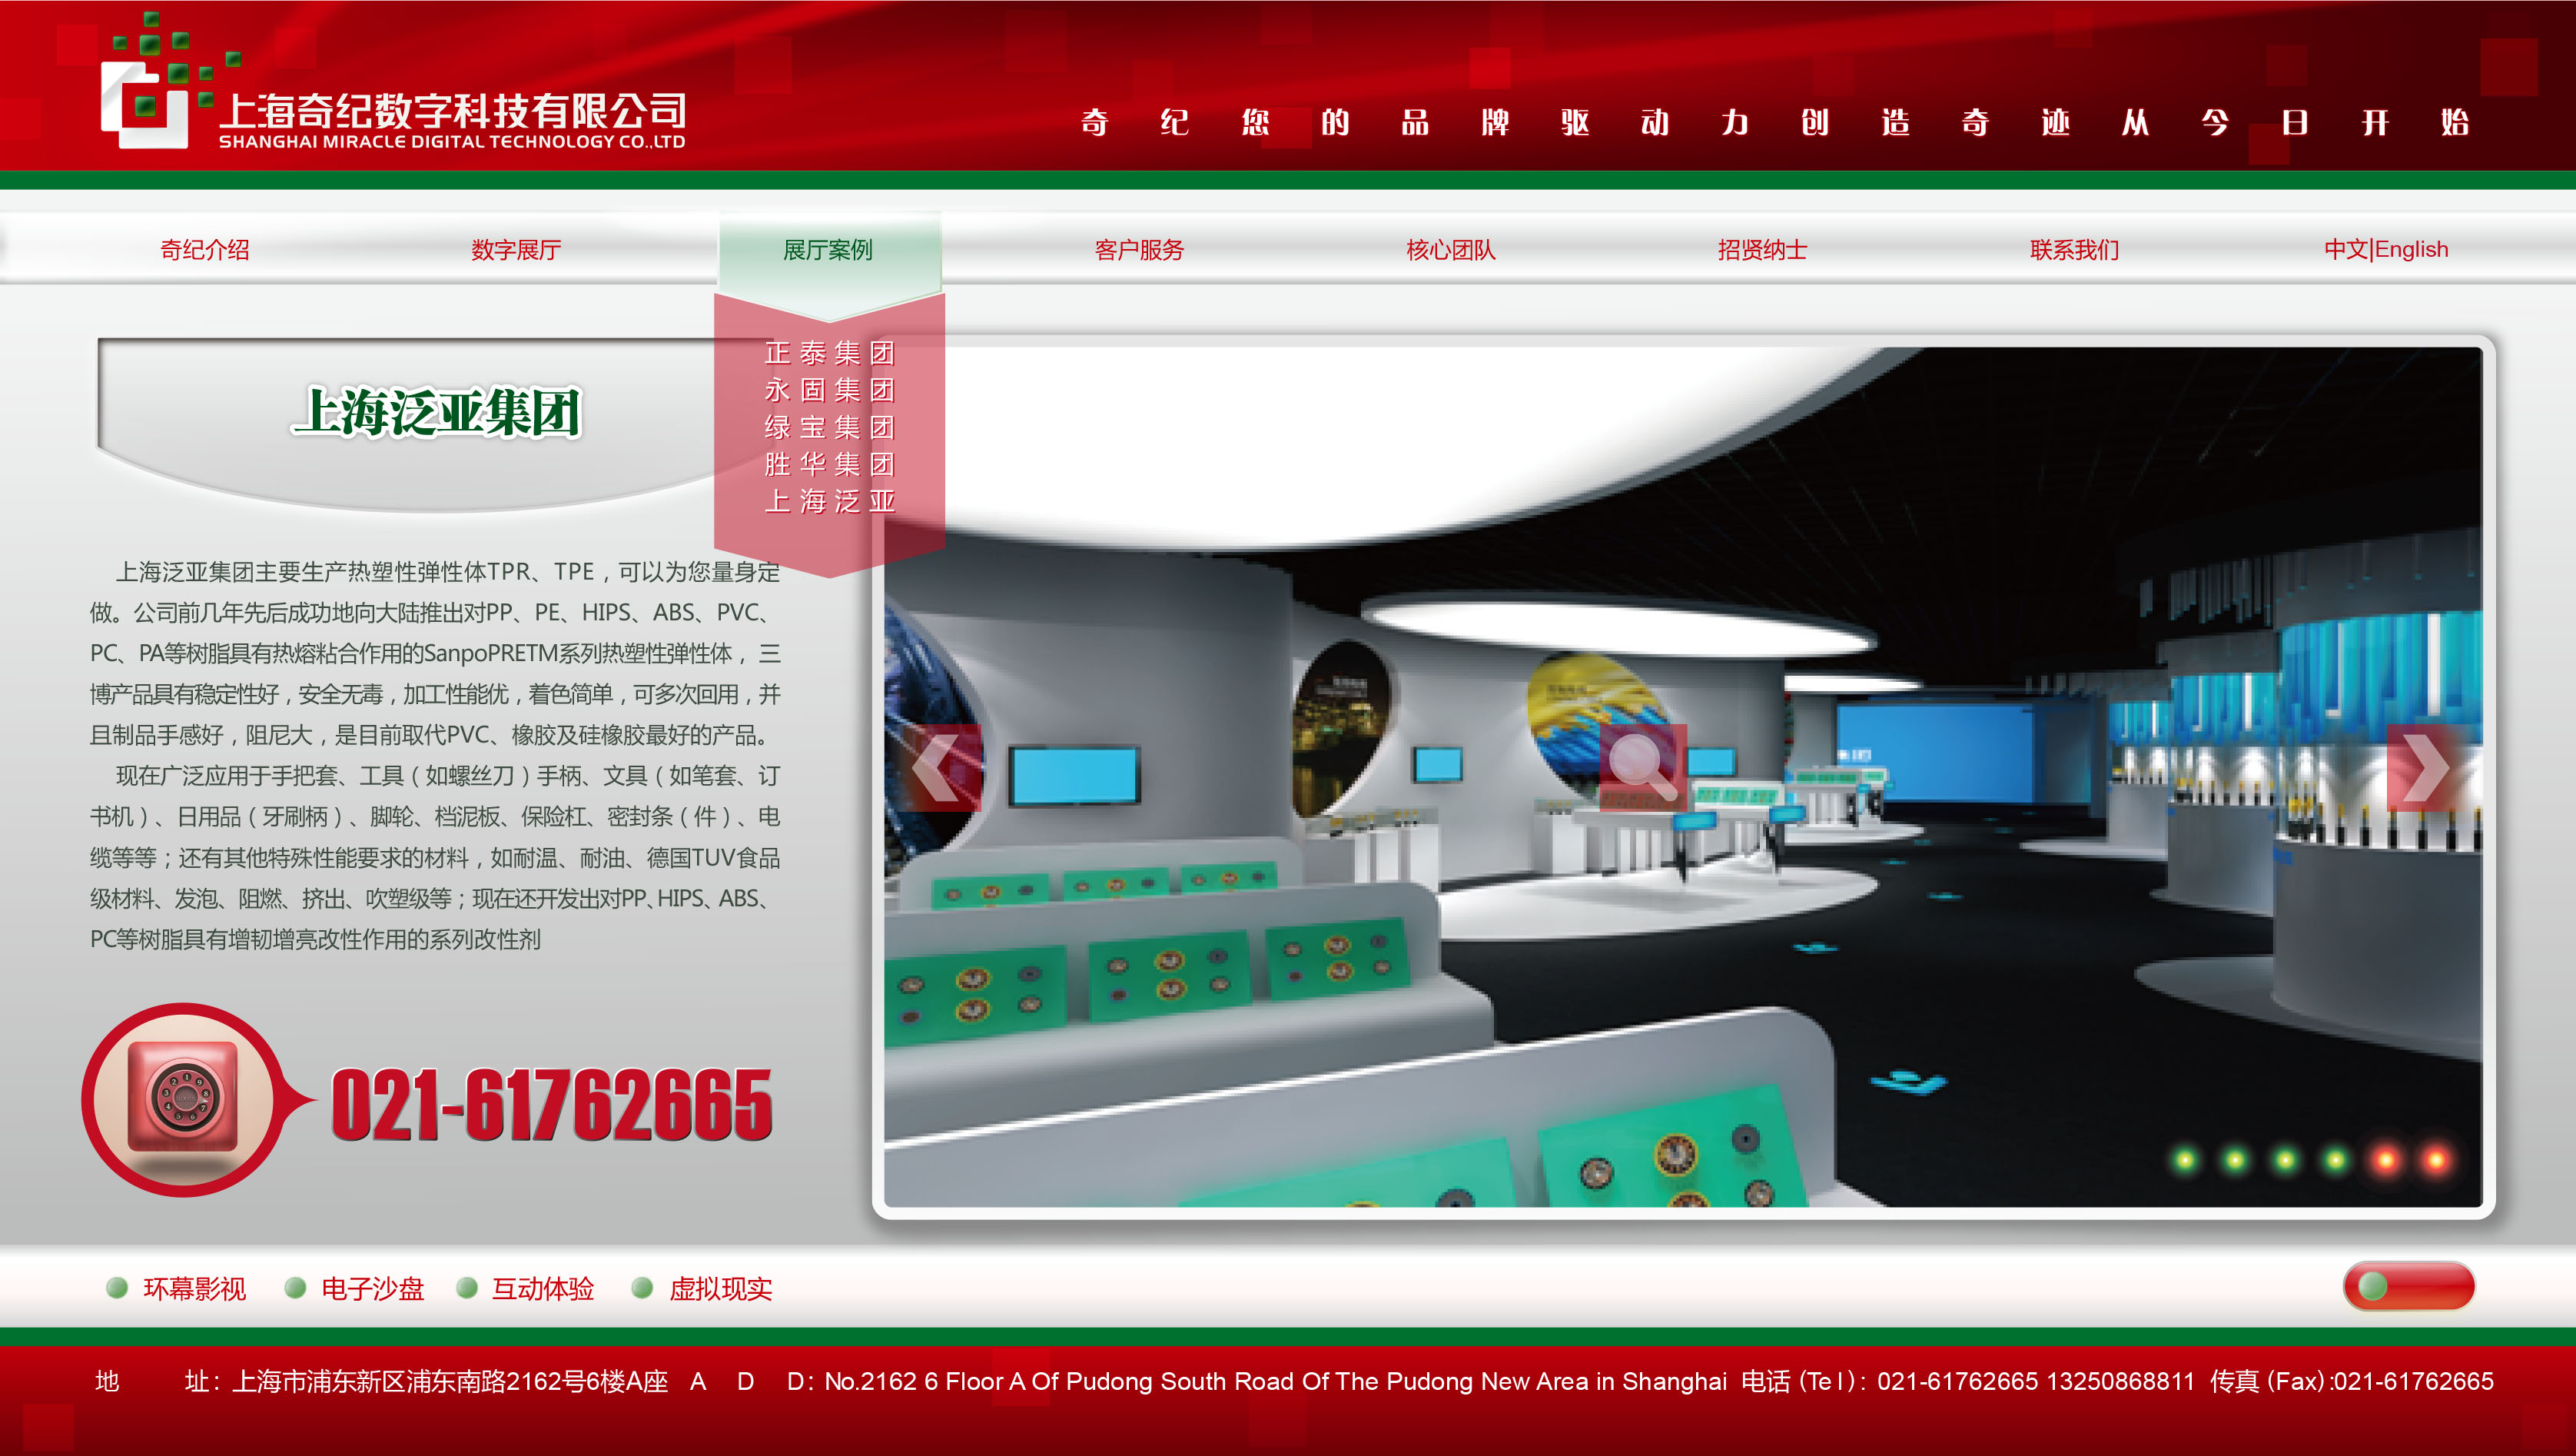 上海奇纪数字科技有限公司
SHANGHAI MIRACLE DIGITAL TECHNOLOGY CO.,LTD
奇纪您的品牌驱动力创造奇迹从今日开始
奇纪介绍
数字展厅
展厅案例
客户服务
核心团队
招贤纳士
联系我们
中文|English
正泰集团
永固集团
绿宝集团
胜华集团
上海泛亚
上海泛亚集团
上海泛亚集团主要生产热塑性弹性体TPR、TPE，可以为您量身定
做。公司前几年先后成功地向大陆推出对PP、PE、HIPS、ABS、PVC、
PC、PA等树脂具有热熔粘合作用的SanpoPRETM系列热塑性弹性体，三
博产品具有稳定性好，安全无毒，加工性能优，着色简单，可多次回用，并
且制品手感好，阻尼大，是目前取代PVC、橡胶及硅橡胶最好的产品。
现在广泛应用于手把套、工具（如螺丝刀）手柄、文具（如笔套、订
书机）、日用品（牙刷柄）、脚轮、档泥板、保险杠、密封条（件）、电
缆等等；还有其他特殊性能要求的材料，如耐温、耐油、德国TUV食品
级材料、发泡、阻燃、挤出、吹塑级等；现在还开发出对PP、HIPS、ABS、
PC等树脂具有增韧增亮改性作用的系列改性剂
021-61762665
环幕影视
电子沙盘
互动体验
虚拟现实
地 址：上海市浦东新区浦东南路2162号6楼A座 A D D：No.2162 6 Floor A Of Pudong South Road Of The Pudong New Area in Shanghai 电话（Tel）：021-61762665 13250868811 传真（Fax）:021-61762665